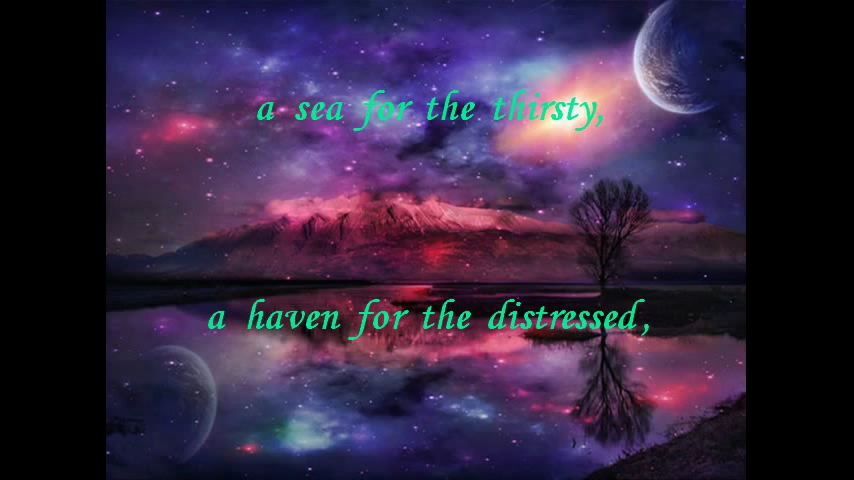 a sea for the thirsty,
a haven for the distressed,